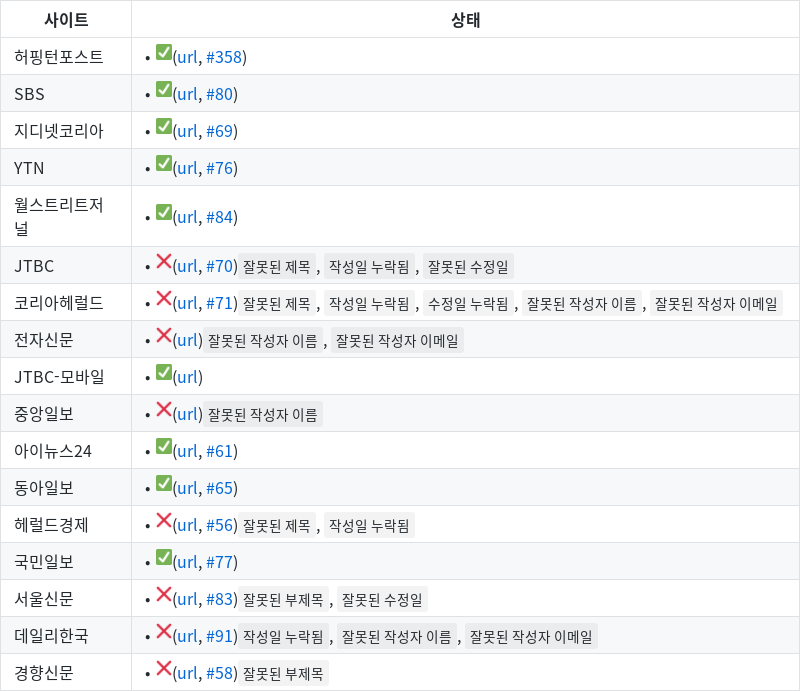 사이트 상태
허핑턴포스트 • ✅(url, #358)
SBS • ✅(url, #80)
지디넷코리아 • ✅(url, #69)
YTN • ✅(url, #76)
월스트리트저
널 • ✅(url, #84)
JTBC • ❌(url, #70) 잘못된 제목 , 작성일 누락됨 , 잘못된 수정일
코리아헤럴드 • ❌(url, #71) 잘못된 제목 , 작성일 누락됨 , 수정일 누락됨 , 잘못된 작성자 이름 , 잘못된 작성자 이메일
전자신문 • ❌(url) 잘못된 작성자 이름 , 잘못된 작성자 이메일
JTBC-모바일 • ✅(url)
중앙일보 • ❌(url) 잘못된 작성자 이름
아이뉴스24 • ✅(url, #61)
동아일보 • ✅(url, #65)
헤럴드경제 • ❌(url, #56) 잘못된 제목 , 작성일 누락됨
국민일보 • ✅(url, #77)
서울신문 • ❌(url, #83) 잘못된 부제목 , 잘못된 수정일
데일리한국 • ❌(url, #91) 작성일 누락됨 , 잘못된 작성자 이름 , 잘못된 작성자 이메일
경향신문 • ❌(url, #58) 잘못된 부제목